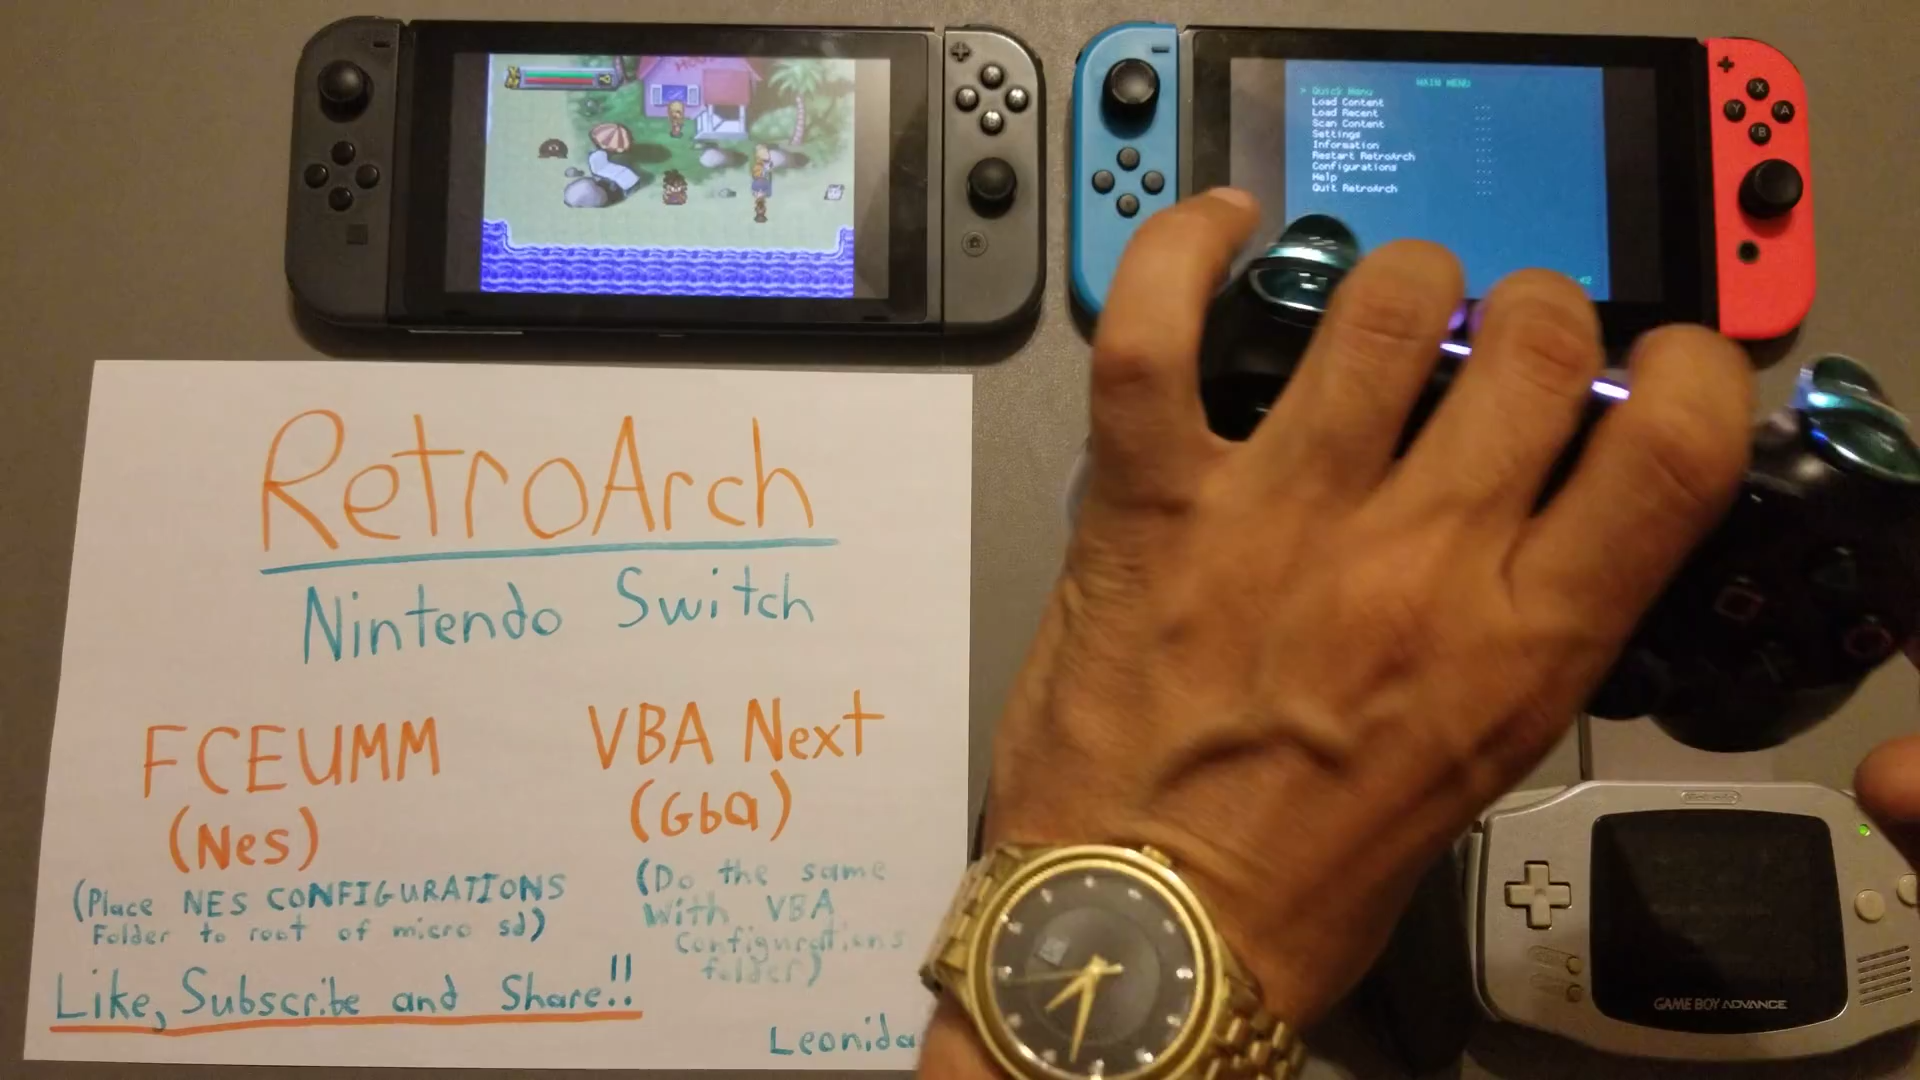 HOUSE
MAIN MENU
> Quick Menu
Load Content ...
Load Recent ...
Scan Content ...
Settings ...
Information ...
Restart RetroArch ...
Configurations ...
Help ...
Quit RetroArch ...
X
Y A
B
RetroArch
Nintendo Switch
FCEUMM
(Nes)
(Place NES CONFIGURATIONS
Folder to root of micro sd)
VBA Next
(Gba)
(Do the same
With VBA
Configurations
folder)
Like, Subscribe and Share!!
Leonida
GAME BOY ADVANCE